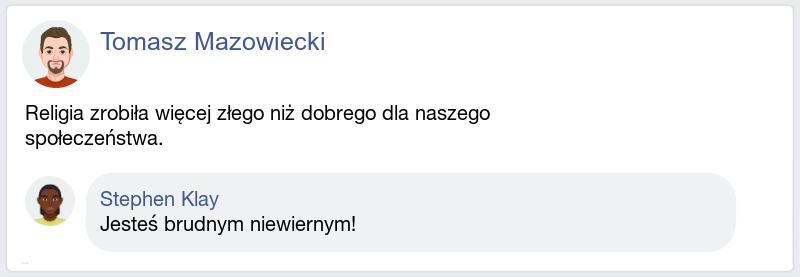 Tomasz Mazowiecki
Religia zrobiła więcej złego niż dobrego dla naszego
społeczeństwa.
Stephen Klay
Jesteś brudnym niewiernym!